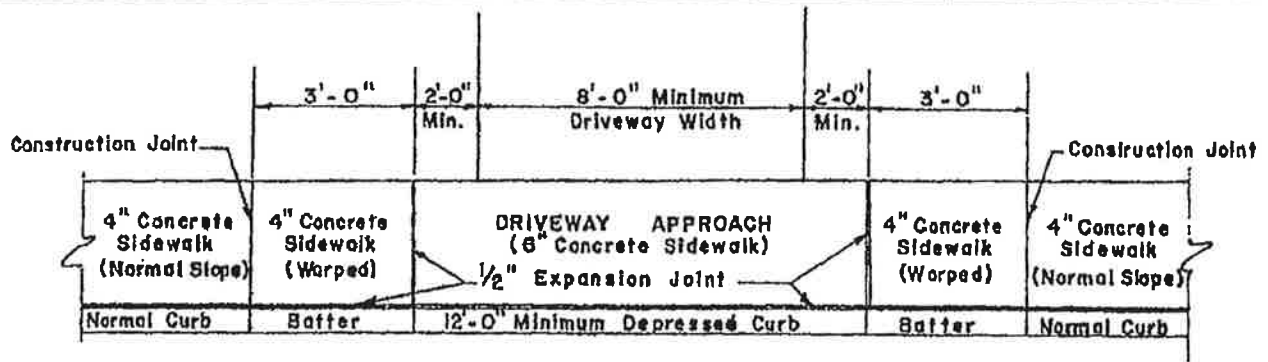 3'-0" 2'-0" 8'-0" Minimum 2'-0" 3'-0"
Min. Driveway Width Min.
Construction Joint Construction Joint
4" Concrete 4" Concrete DRIVEWAY APPROACH 4" Concrete 4" Concrete
Sidewalk Sidewalk (6" Concrete Sidewalk) Sidewalk Sidewalk
(Normal Slope) (Warped) 1/2" Expansion Joint (Warped) (Normal Slope)
Normal Curb Batter 12'-0" Minimum Depressed Curb Batter Normal Curb